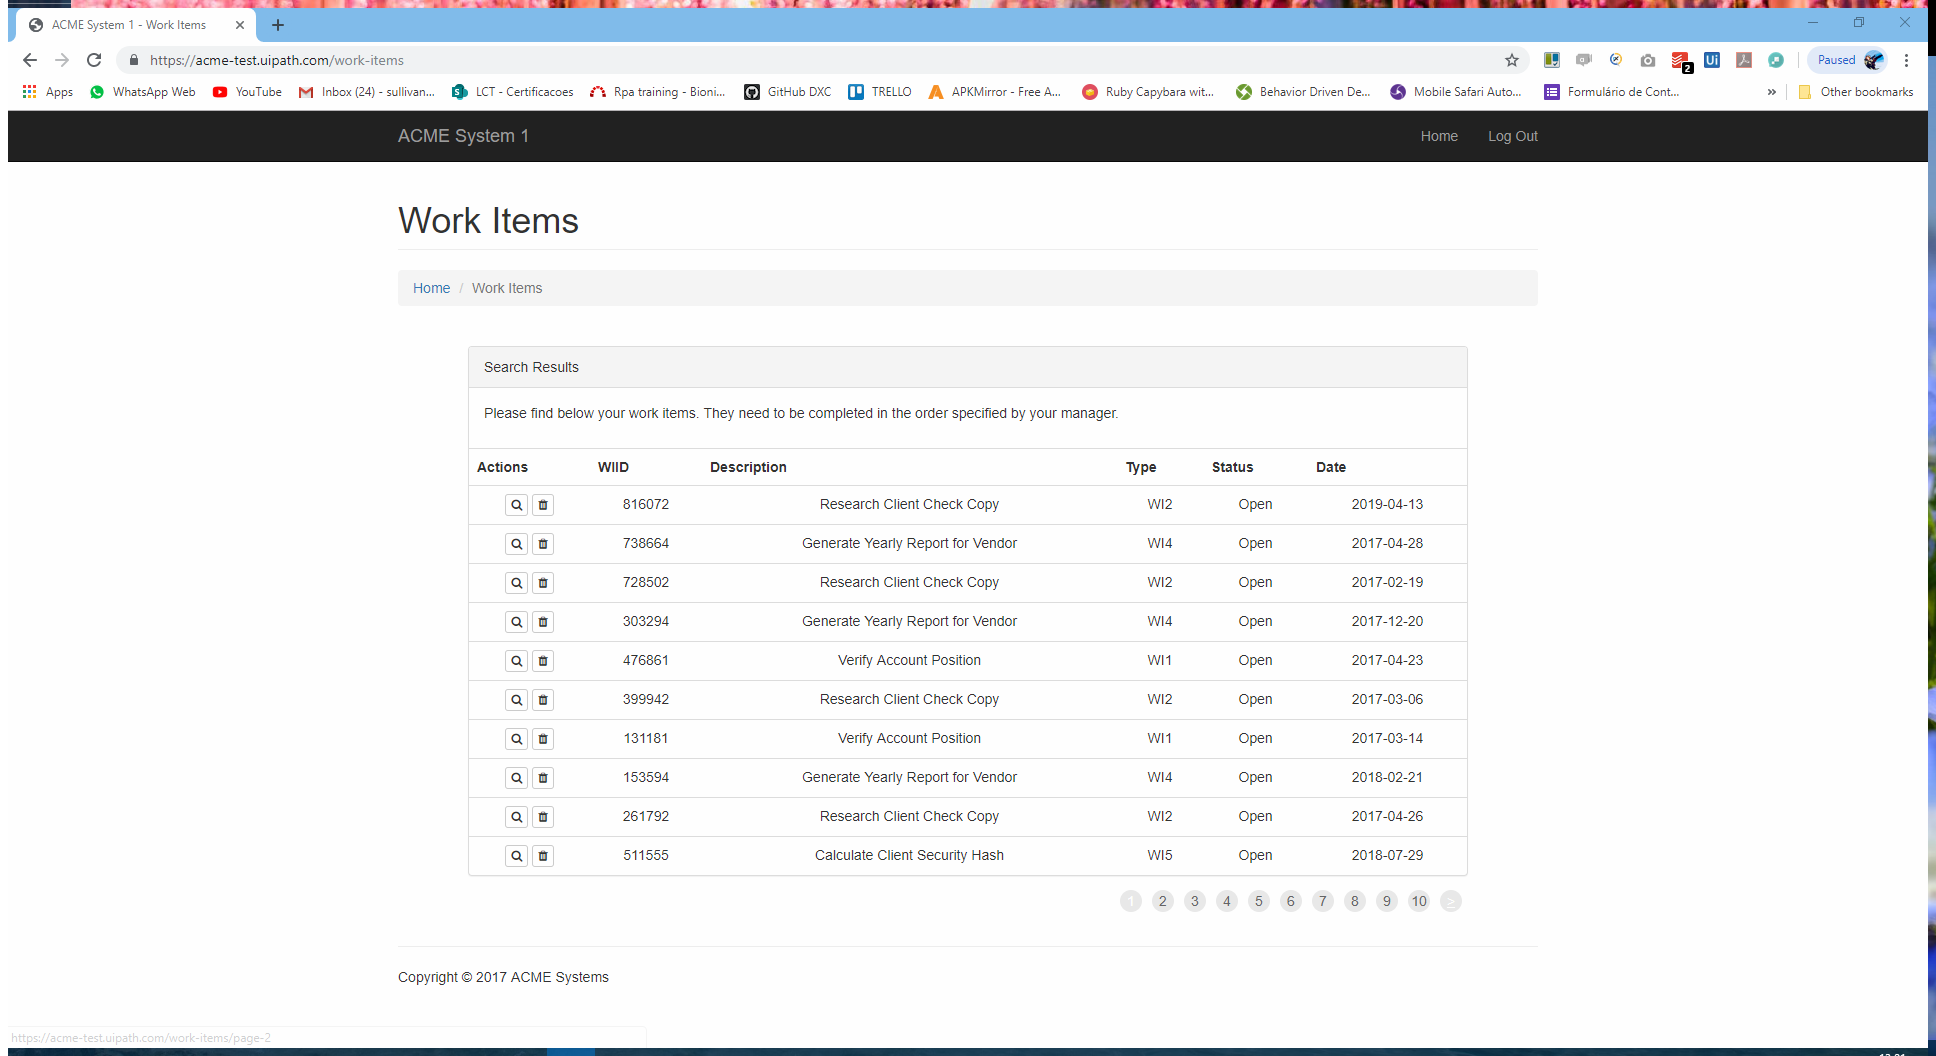 ACME System 1 - Work Items
https://acme-test.uipath.com/work-items
2 Paused
Apps WhatsApp Web YouTube Inbox (24) - sullivan... LCT - Certificacoes Rpa training - Bioni... GitHub DXC TRELLO APKMirror - Free A... Ruby Capybara wit... Behavior Driven De... Mobile Safari Auto... Formulário de Cont... » Other bookmarks
ACME System 1 Home Log Out
Work Items
Home / Work Items
Search Results
Please find below your work items. They need to be completed in the order specified by your manager.
Actions WIID Description Type Status Date
816072 Research Client Check Copy WI2 Open 2019-04-13
738664 Generate Yearly Report for Vendor WI4 Open 2017-04-28
728502 Research Client Check Copy WI2 Open 2017-02-19
303294 Generate Yearly Report for Vendor WI4 Open 2017-12-20
476861 Verify Account Position WI1 Open 2017-04-23
399942 Research Client Check Copy WI2 Open 2017-03-06
131181 Verify Account Position WI1 Open 2017-03-14
153594 Generate Yearly Report for Vendor WI4 Open 2018-02-21
261792 Research Client Check Copy WI2 Open 2017-04-26
511555 Calculate Client Security Hash WI5 Open 2018-07-29
1 2 3 4 5 6 7 8 9 10 >
Copyright © 2017 ACME Systems
https://acme-test.uipath.com/work-items/page-2